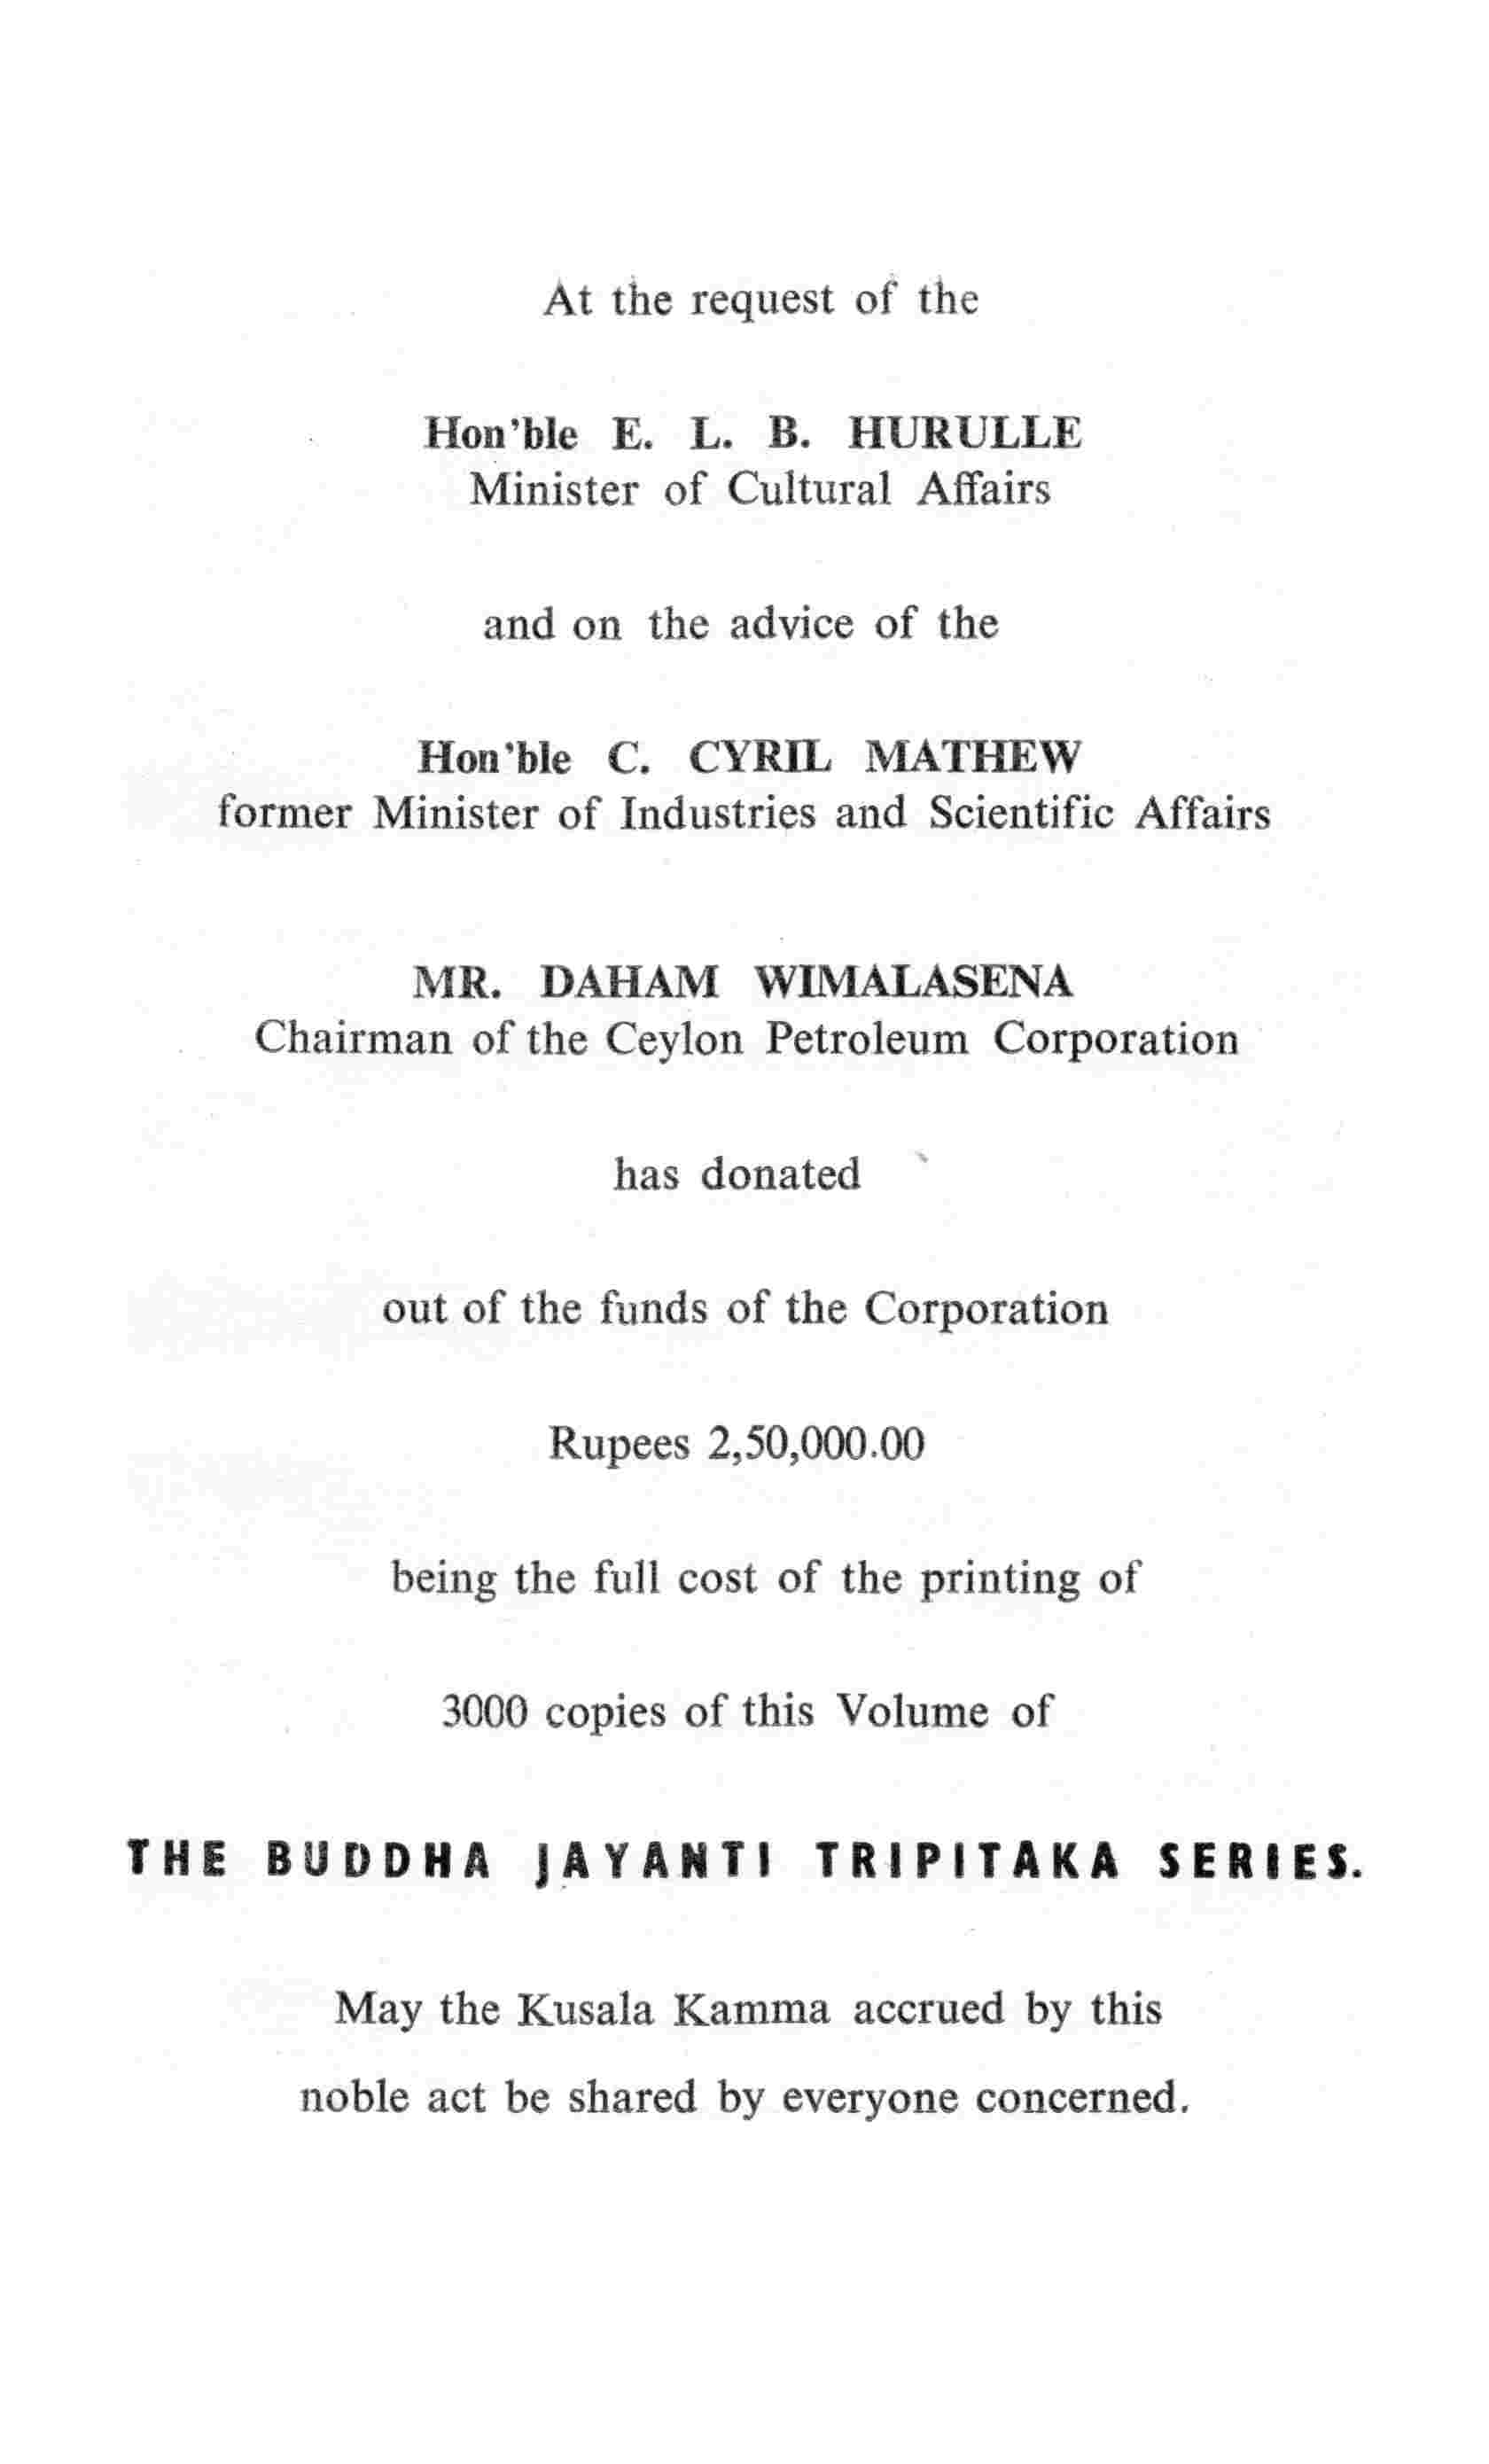 At the request of the
Hon'ble E. L. B. HURULLE
Minister of Cultural Affairs
and on the advice of the
Hon'ble C. CYRIL MATHEW
former Minister of Industries and Scientific Affairs
MR. DAHAM WIMALASENA
Chairman of the Ceylon Petroleum Corporation
has donated
out of the funds of the Corporation
Rupees 2,50,000.00
being the full cost of the printing of
3000 copies of this Volume of
THE BUDDHA JAYANTI TRIPITAKA SERIES.
May the Kusala Kamma accrued by this
noble act be shared by everyone concerned.